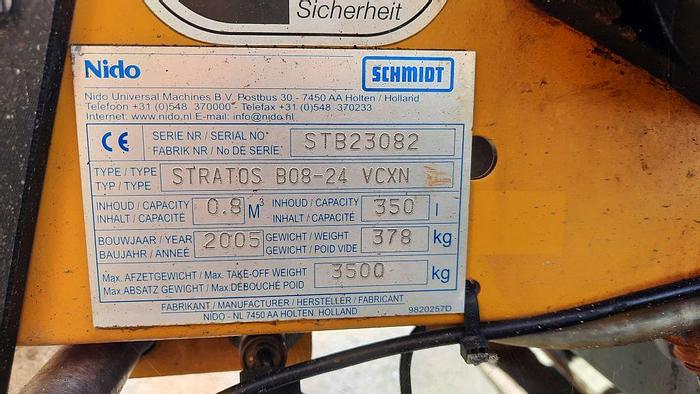 Sicherheit
Nido SCHMIDT
Nido Universal Machines B.V. Postbus 30 - 7450 AA Holten / Holland
Telefoon +31 (0)548 370000 - Telefax +31 (0)548 370233
Internet: www.nido.nl E-mail: info@nido.nl
CE SERIE NR / SERIAL NO STB23082
FABRIK NR / No DE SERIE
TYPE / TYPE STRATOS B08-24 VCXN
TYP / TYPE
INHOUD / CAPACITY 0.8 M³ INHOUD / CAPACITY 350 l
INHALT / CAPACITÉ INHALT / CAPACITÉ
BOUWJAAR / YEAR 2005 GEWICHT / WEIGHT 378 kg
BAUJAHR / ANNEÉ GEWICHT / POID VIDE
Max. AFZETGEWICHT / Max. TAKE-OFF WEIGHT 3500 kg
Max. ABSATZ GEWICHT / Max. DÉBOUCHÉ POID
FABRIKANT / MANUFACTURER / HERSTELLER / FABRICANT
NIDO - NL 7450 AA HOLTEN. HOLLAND 9820257D